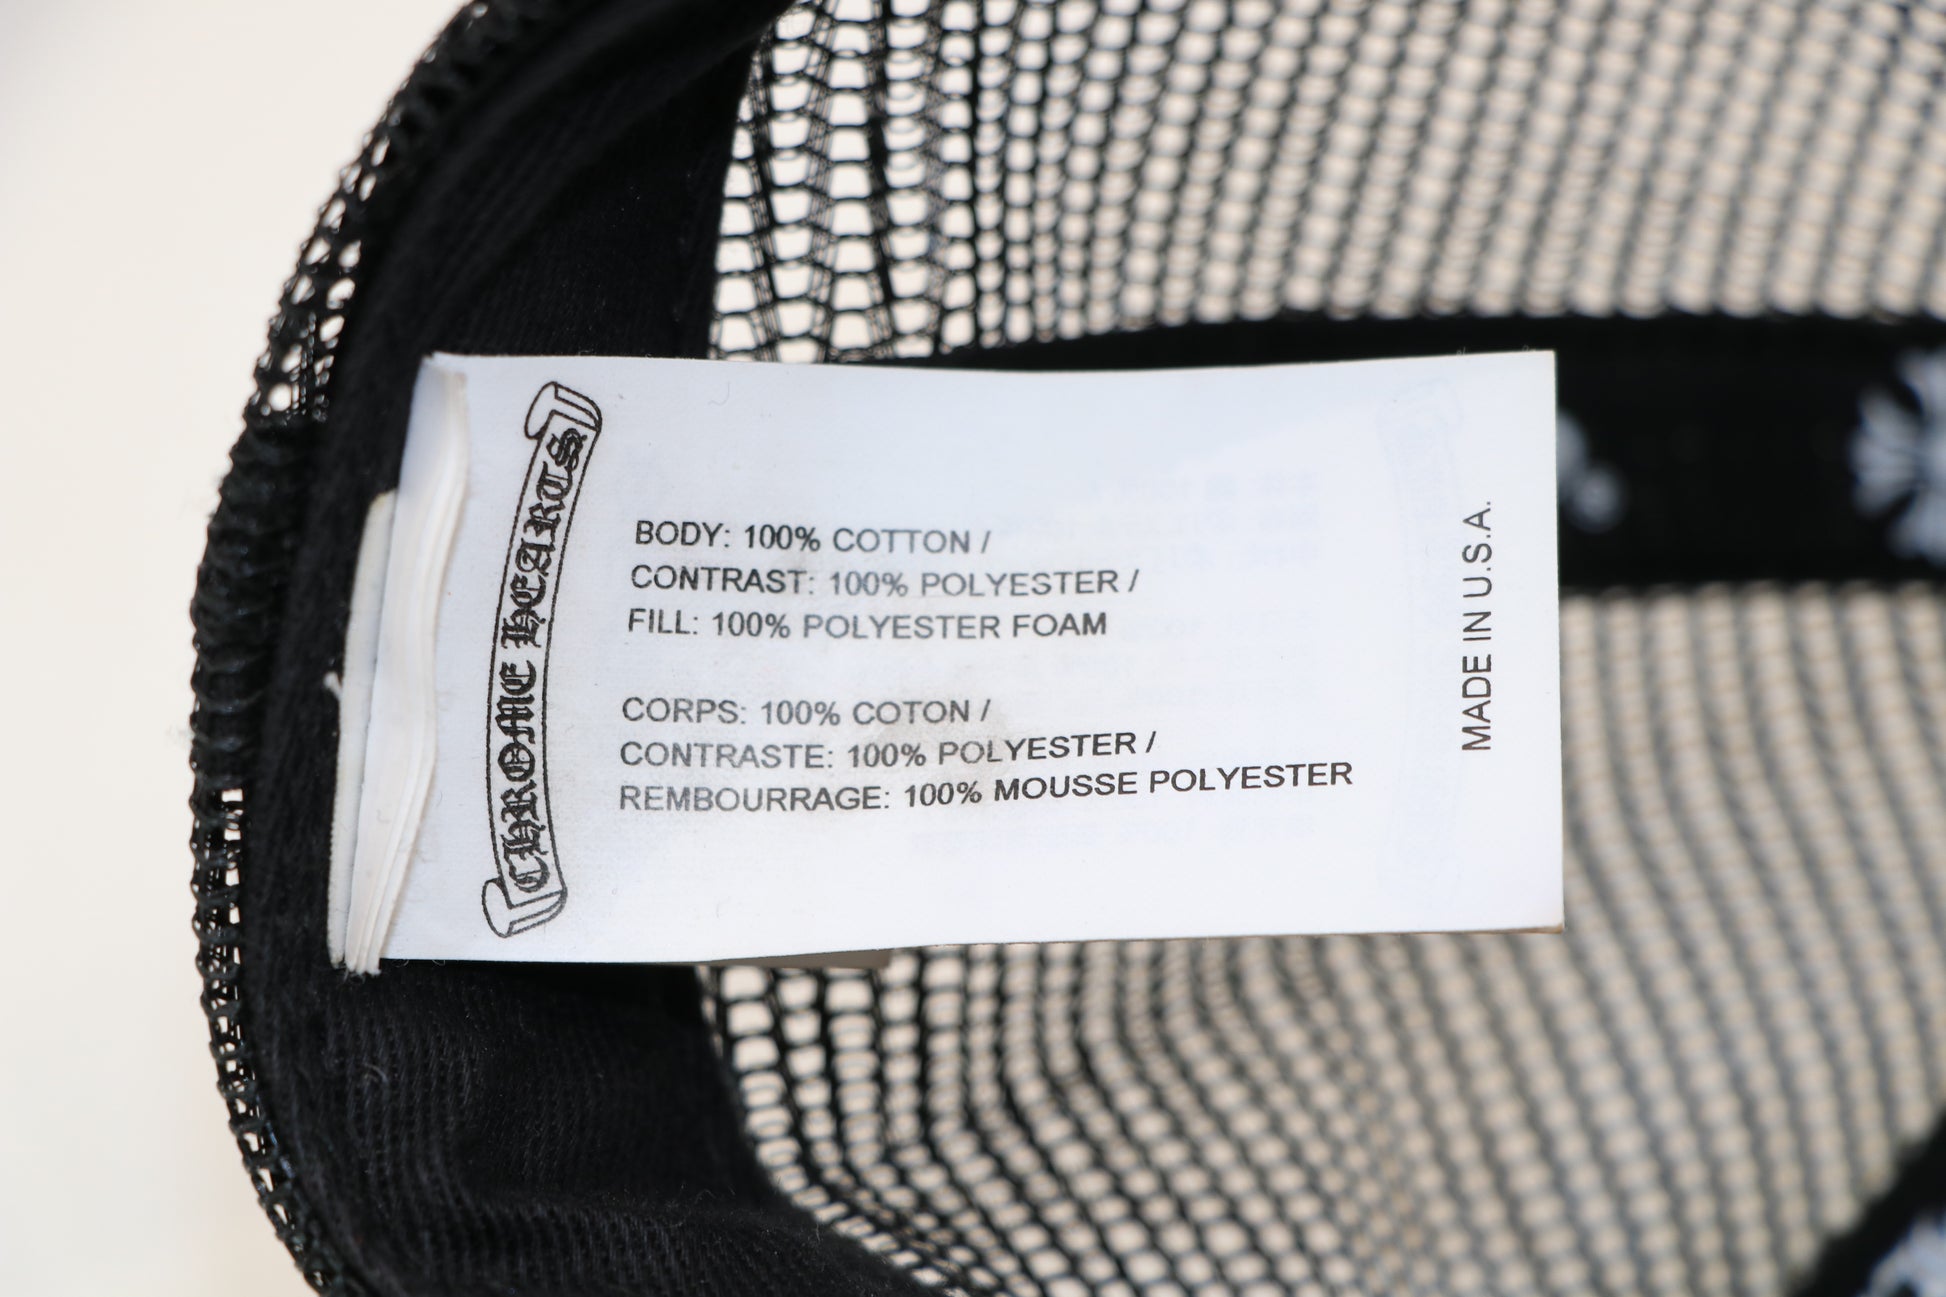 CHROME HEARTS
BODY: 100% COTTON /
CONTRAST: 100% POLYESTER /
FILL: 100% POLYESTER FOAM
CORPS: 100% COTON /
CONTRASTE: 100% POLYESTER /
REMBOURRAGE: 100% MOUSSE POLYESTER
MADE IN U.S.A.